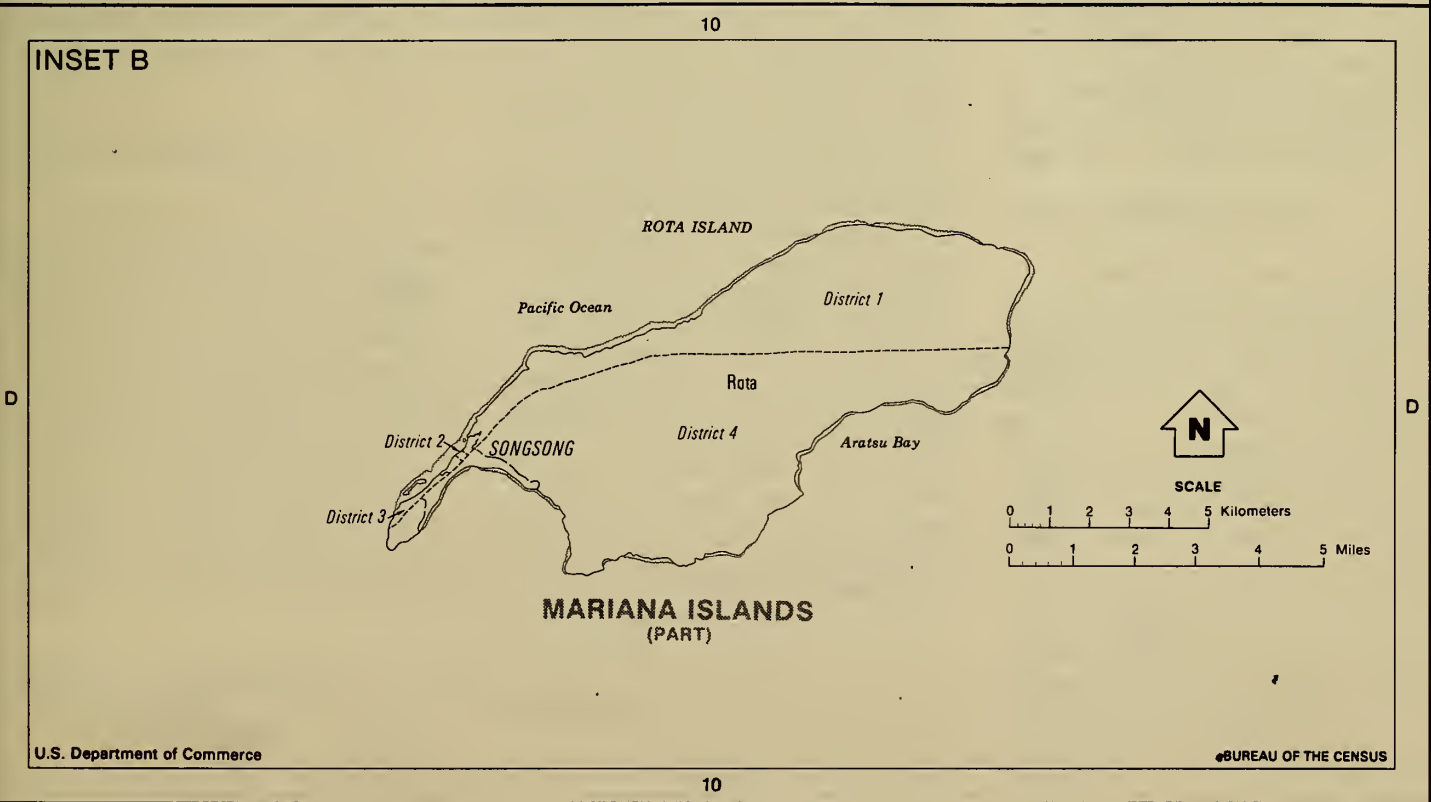 10
INSET B
ROTA ISLAND
District 1
Pacific Ocean
Rota
D
D
District 4
District 2
SONGSONG
Aratsu Bay
N
District 3
SCALE
0 1 2 3 4 5 Kilometers
0 1 2 3 4 5 Miles
MARIANA ISLANDS
(PART)
U.S. Department of Commerce
BUREAU OF THE CENSUS
10